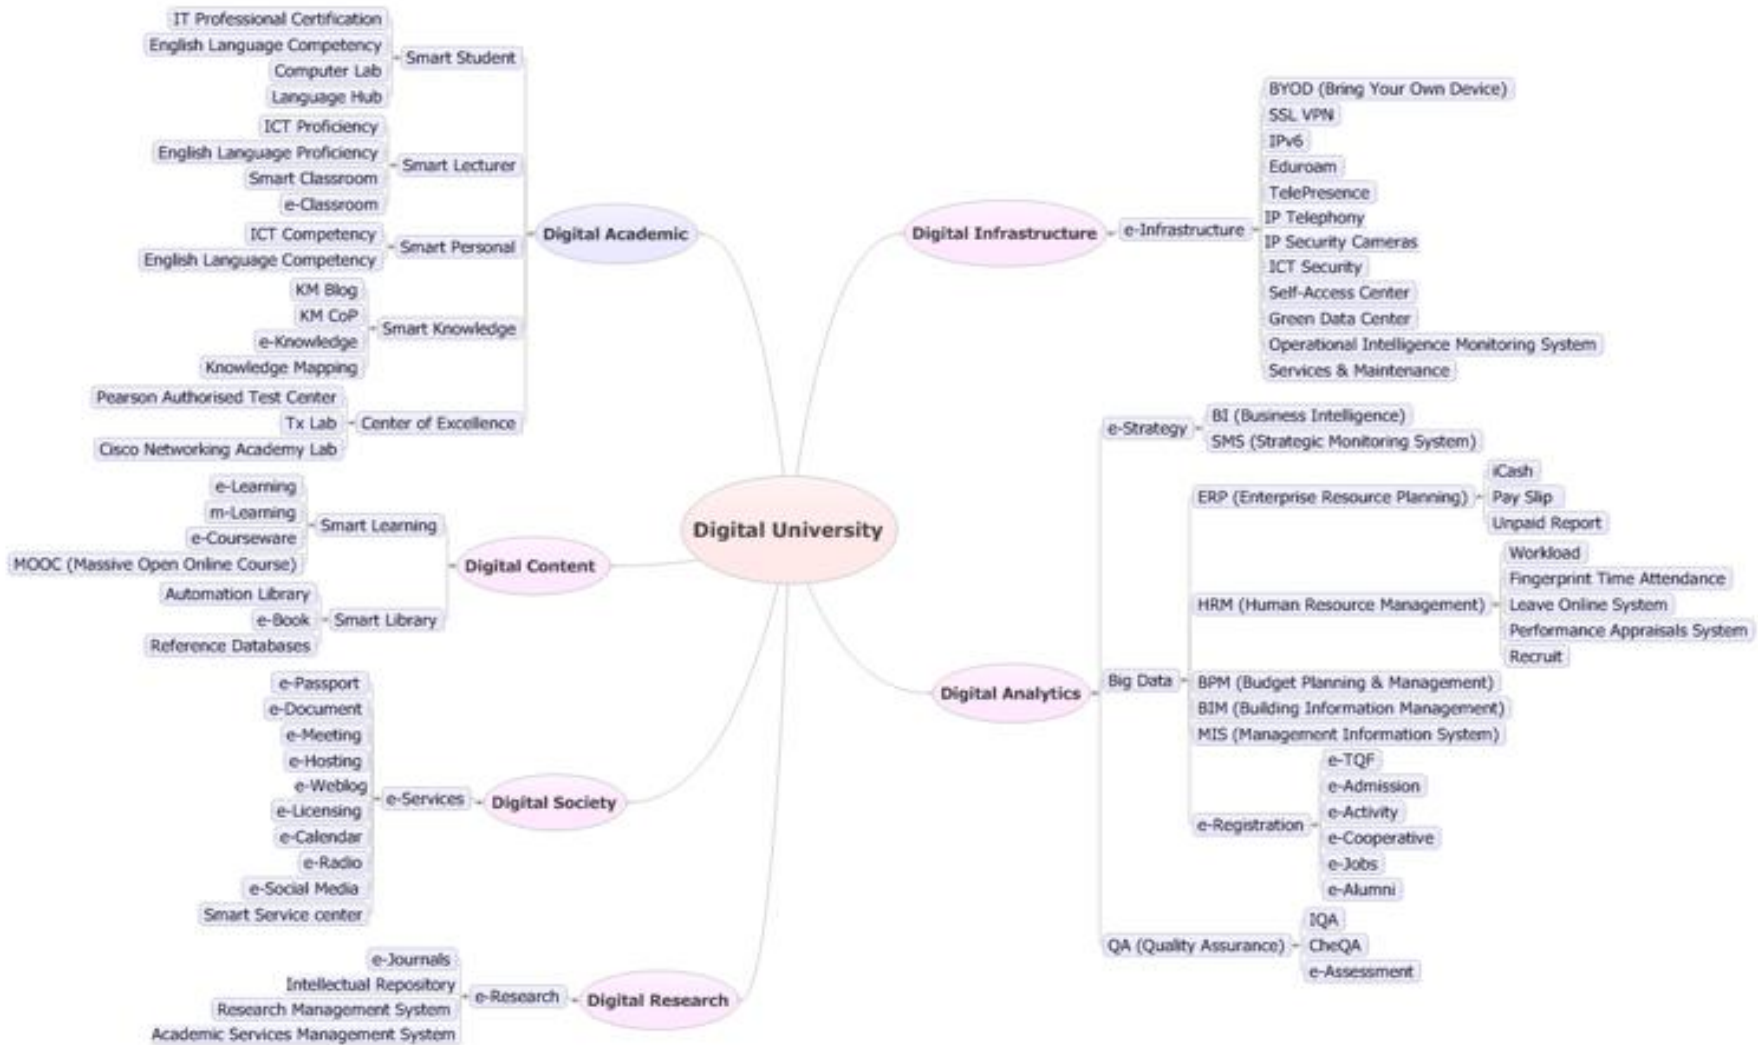 IT Professional Certification
English Language Competency
Computer Lab
Language Hub
Smart Student
ICT Proficiency
English Language Proficiency
Smart Classroom
e-Classroom
Smart Lecturer
ICT Competency
English Language Competency
Smart Personal
KM Blog
KM CoP
e-Knowledge
Knowledge Mapping
Smart Knowledge
Pearson Authorised Test Center
Tx Lab
Cisco Networking Academy Lab
Center of Excellence
Digital Academic
e-Learning
m-Learning
e-Courseware
MOOC (Massive Open Online Course)
Smart Learning
Automation Library
e-Book
Reference Databases
Smart Library
Digital Content
e-Passport
e-Document
e-Meeting
e-Hosting
e-Weblog
e-Licensing
e-Calendar
e-Radio
e-Social Media
Smart Service center
e-Services
Digital Society
e-Journals
Intellectual Repository
Research Management System
Academic Services Management System
e-Research
Digital Research
Digital University
Digital Infrastructure
e-Infrastructure
BYOD (Bring Your Own Device)
SSL VPN
IPv6
Eduroam
TelePresence
IP Telephony
IP Security Cameras
ICT Security
Self-Access Center
Green Data Center
Operational Intelligence Monitoring System
Services & Maintenance
Digital Analytics
e-Strategy
BI (Business Intelligence)
SMS (Strategic Monitoring System)
Big Data
ERP (Enterprise Resource Planning)
iCash
Pay Slip
Unpaid Report
HRM (Human Resource Management)
Workload
Fingerprint Time Attendance
Leave Online System
Performance Appraisals System
Recruit
BPM (Budget Planning & Management)
BIM (Building Information Management)
MIS (Management Information System)
e-Registration
e-TQF
e-Admission
e-Activity
e-Cooperative
e-Jobs
e-Alumni
QA (Quality Assurance)
IQA
CheQA
e-Assessment